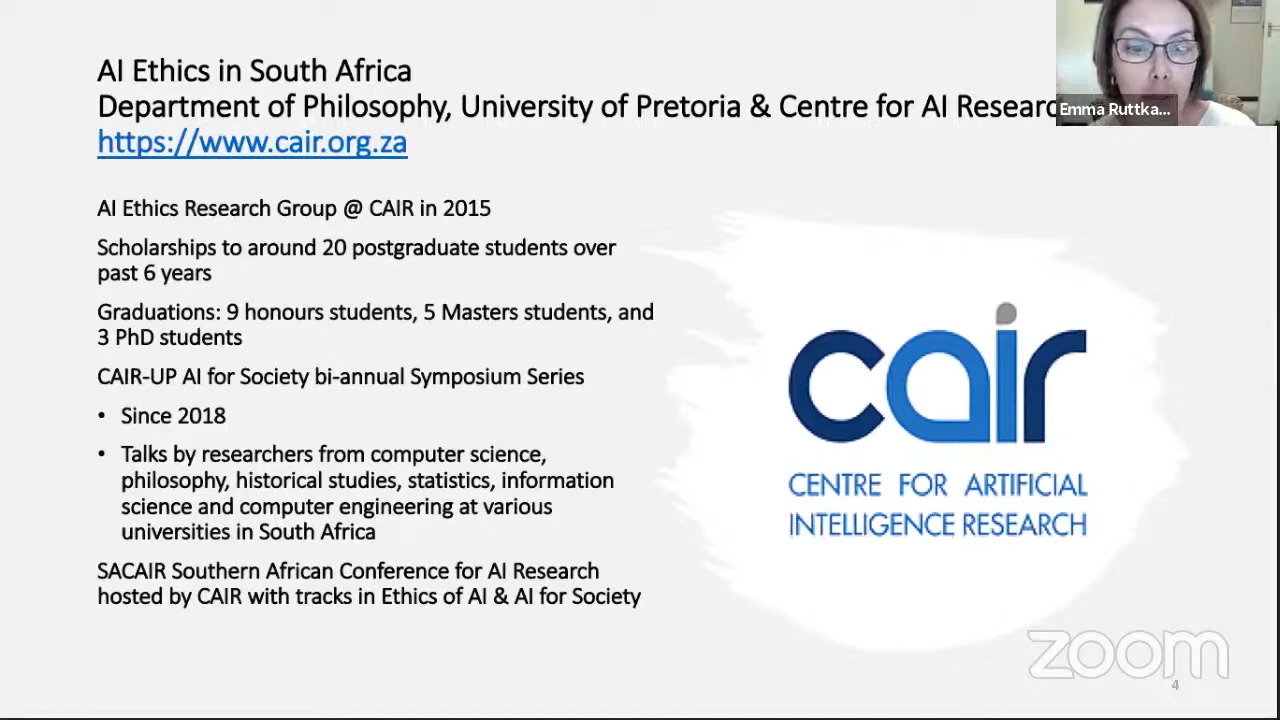 AI Ethics in South Africa
Department of Philosophy, University of Pretoria & Centre for AI Researc
https://www.cair.org.za
Emma Ruttka...
AI Ethics Research Group @ CAIR in 2015
Scholarships to around 20 postgraduate students over
past 6 years
Graduations: 9 honours students, 5 Masters students, and
3 PhD students
CAIR-UP AI for Society bi-annual Symposium Series
• Since 2018
• Talks by researchers from computer science,
philosophy, historical studies, statistics, information
science and computer engineering at various
universities in South Africa
SACAIR Southern African Conference for AI Research
hosted by CAIR with tracks in Ethics of AI & AI for Society
cair
CENTRE FOR ARTIFICIAL
INTELLIGENCE RESEARCH
zoom
4